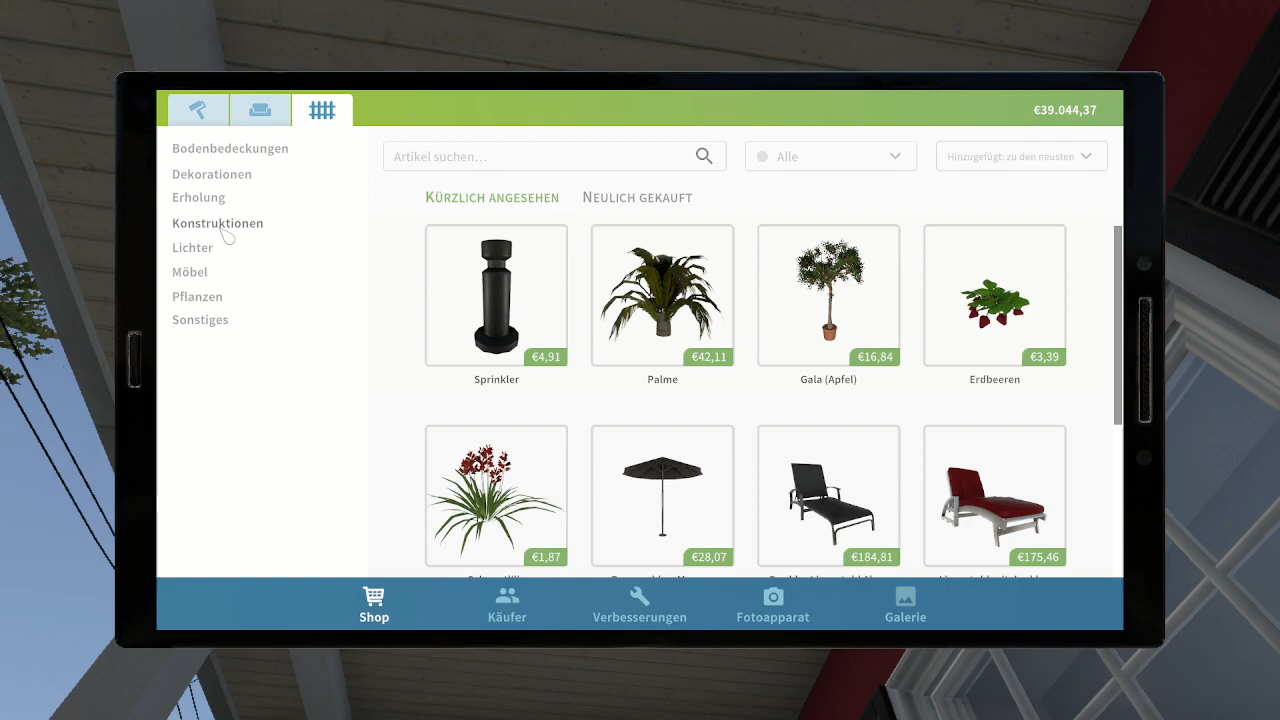 €39.044,37
Bodenbedeckungen
Dekorationen
Erholung
Konstruktionen
Lichter
Möbel
Pflanzen
Sonstiges
Artikel suchen...
Alle
Hinzugefügt: zu den neusten
Kürzlich angesehen
Neulich gekauft
€4,91
€42,11
€16,84
€3,39
Sprinkler
Palme
Gala (Apfel)
Erdbeeren
€1,87
€28,07
€184,81
€175,46
Shop
Käufer
Verbesserungen
Fotoapparat
Galerie